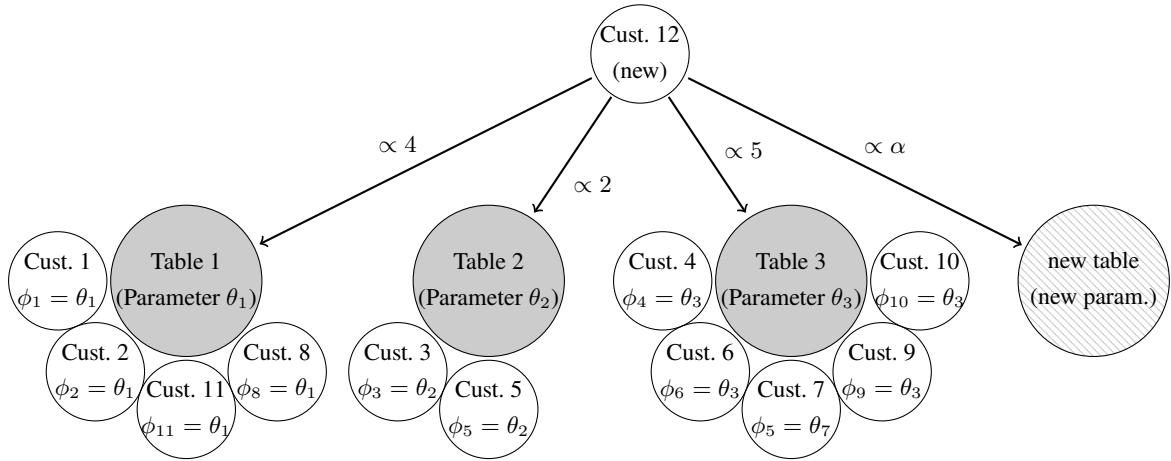 Cust. 12
(new)
∝ 4
∝ 2
∝ 5
∝ α
Cust. 1
ϕ₁ = θ₁
Table 1
(Parameter θ₁)
Cust. 2
ϕ₂ = θ₁
Cust. 11
ϕ₁₁ = θ₁
Cust. 8
ϕ₈ = θ₁
Table 2
(Parameter θ₂)
Cust. 3
ϕ₃ = θ₂
Cust. 5
ϕ₅ = θ₂
Cust. 4
ϕ₄ = θ₃
Table 3
(Parameter θ₃)
Cust. 10
ϕ₁₀ = θ₃
Cust. 6
ϕ₆ = θ₃
Cust. 7
ϕ₅ = θ₇
Cust. 9
ϕ₉ = θ₃
new table
(new param.)